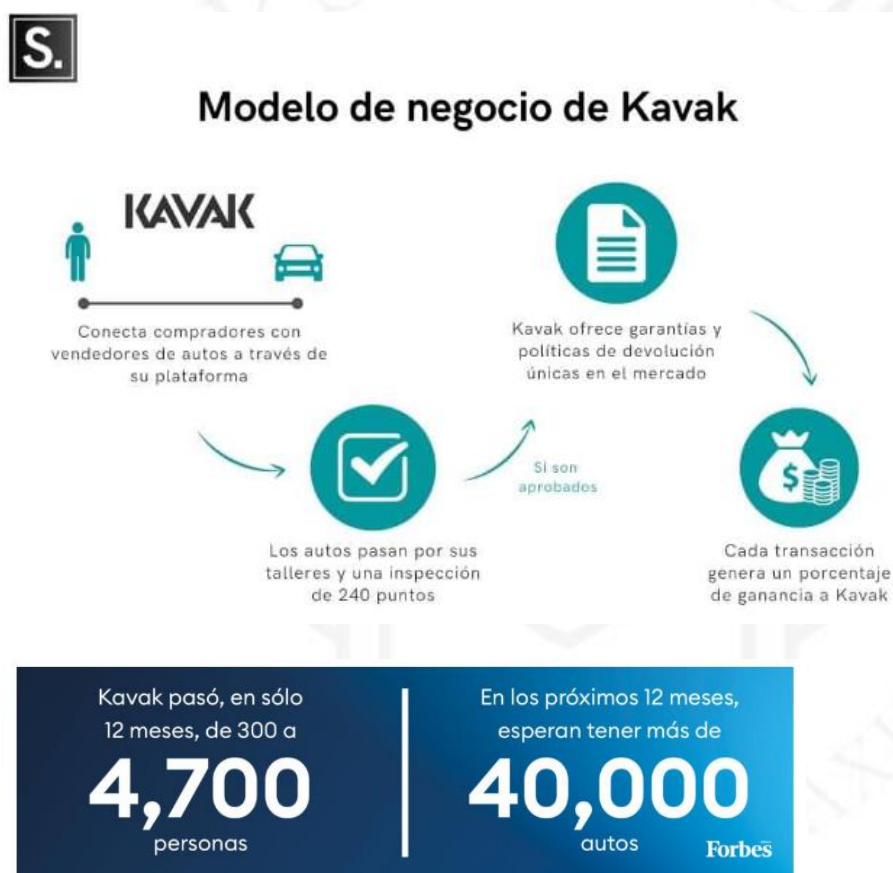 S.
Modelo de negocio de Kavak
KAVAK
Conecta compradores con
vendedores de autos a través de
su plataforma
Los autos pasan por sus
talleres y una inspección
de 240 puntos
Si son
aprobados
Kavak ofrece garantías y
políticas de devolución
únicas en el mercado
$
Cada transacción
genera un porcentaje
de ganancia a Kavak
Kavak pasó, en sólo
12 meses, de 300 a
4,700
personas
En los próximos 12 meses,
esperan tener más de
40,000
autos
Forbes